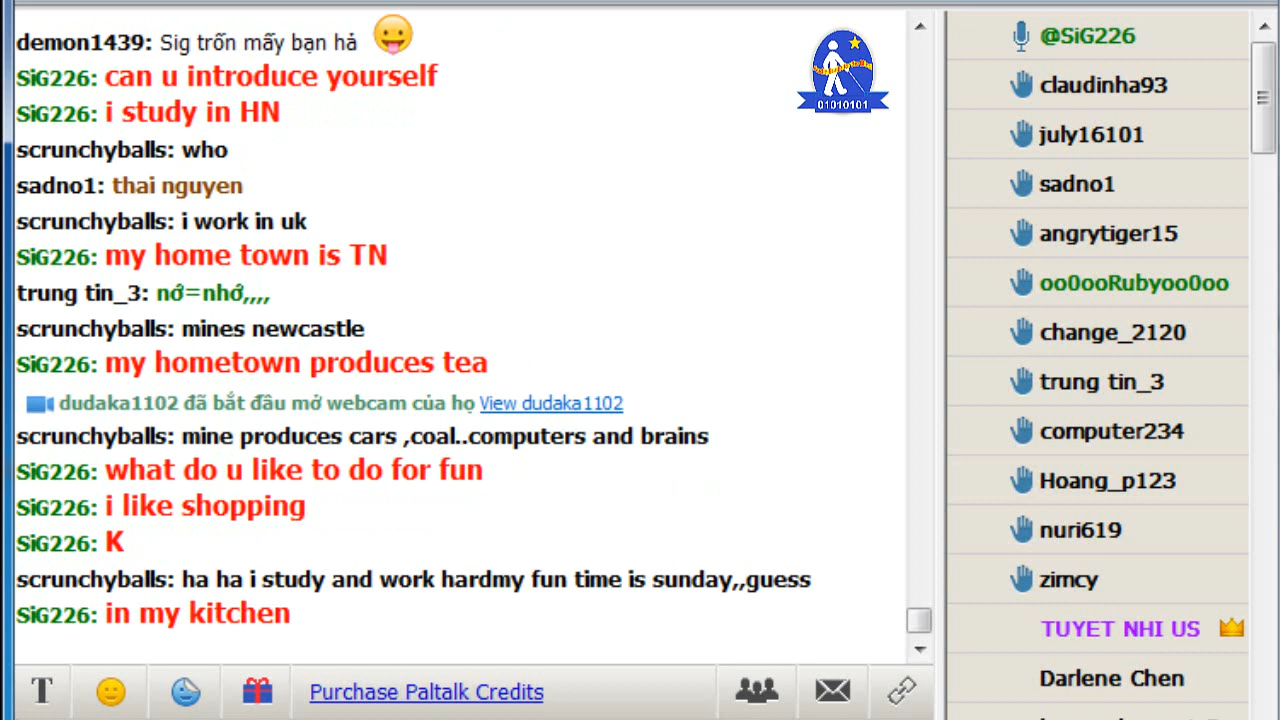 demon1439: Sig trốn mấy bạn hả
SiG226: can u introduce yourself
SiG226: i study in HN
scrunchyballs: who
sadno1: thai nguyen
scrunchyballs: i work in uk
SiG226: my home town is TN
trung tin_3: nớ=nhớ,,,,
scrunchyballs: mines newcastle
SiG226: my hometown produces tea
dudaka1102 đã bắt đầu mở webcam của họ View dudaka1102
scrunchyballs: mine produces cars ,coal..computers and brains
SiG226: what do u like to do for fun
SiG226: i like shopping
SiG226: K
scrunchyballs: ha ha i study and work hardmy fun time is sunday,,guess
SiG226: in my kitchen
T
Purchase Paltalk Credits
01010101
@SiG226
claudinha93
july16101
sadno1
angrytiger15
oo0ooRubyoo0oo
change_2120
trung tin_3
computer234
Hoang_p123
nuri619
zimcy
TUYET NHI US
Darlene Chen